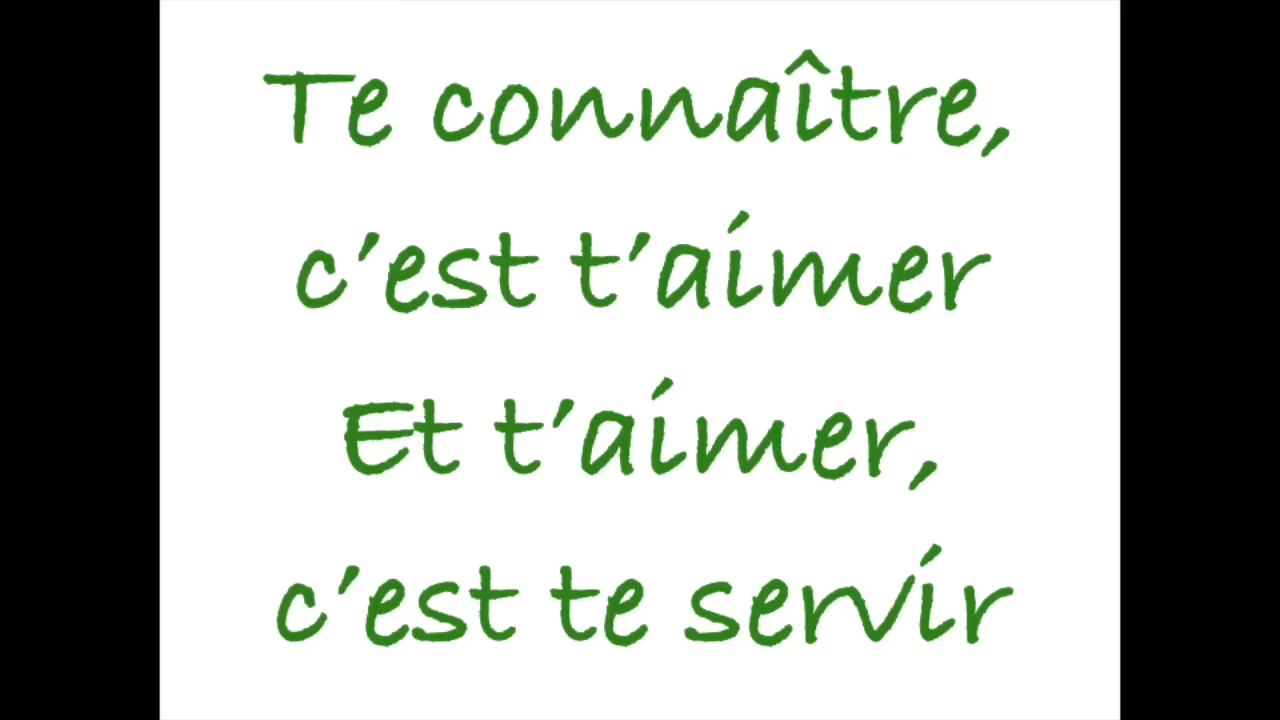 Te connaître,
c'est t'aimer
Et t'aimer,
c'est te servir